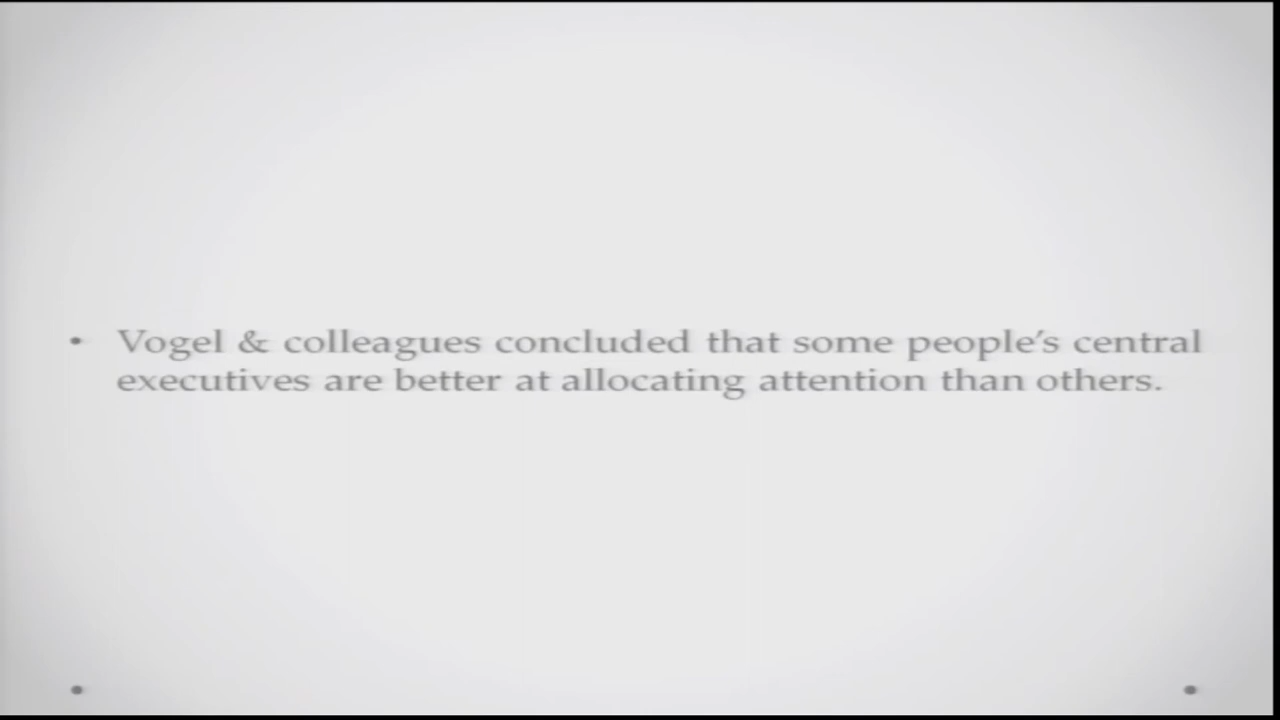 • Vogel & colleagues concluded that some people’s central
executives are better at allocating attention than others.